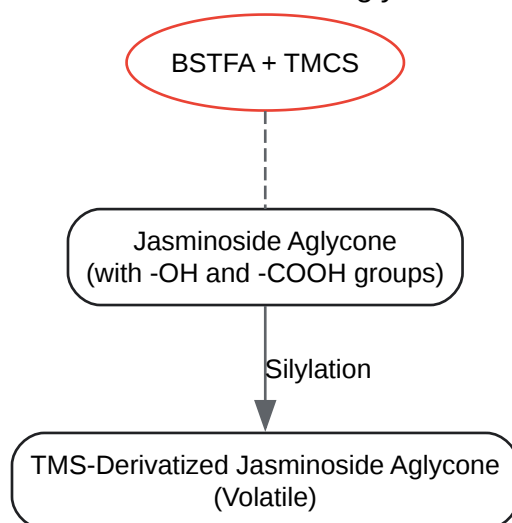 BSTFA + TMCS
Jasminoside Aglycone
(with -OH and -COOH groups)
Silylation
TMS-Derivatized Jasminoside Aglycone
(Volatile)